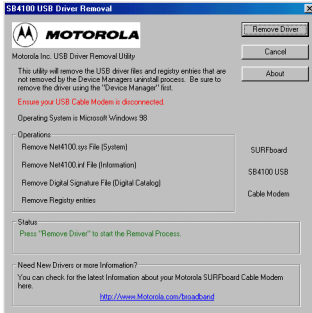 SB4100 USB Driver Removal
MOTOROLA
Remove Driver
Cancel
About
Motorola Inc. USB Driver Removal Utility
This utility will remove the USB driver files and registry entries that are
not removed by the Device Managers uninstall process. Be sure to
remove the driver using the "Device Manager" first.
Ensure your USB Cable Modem is disconnected.
Operating System is Microsoft Windows 98
Operations
Remove Net4100.sys File (System)
Remove Net4100.inf File (Information)
Remove Digital Signature File (Digital Catalog)
Remove Registry entries
SURFboard
SB4100 USB
Cable Modem
Status
Press "Remove Driver" to start the Removal Process.
Need New Drivers or more Information?
You can check for the latest Information about your Motorola SURFboard Cable Modem
here.
http://www.Motorola.com/broadband